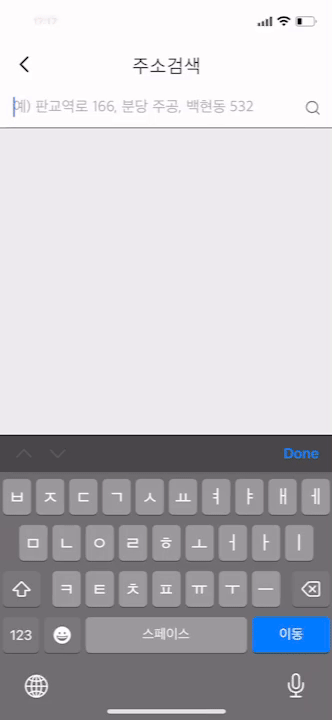 주소검색
예) 판교역로 166, 분당 주공, 백현동 532
Done
ㅂ ㅈ ㄷ ㄱ ㅅ ㅛ ㅕ ㅑ ㅐ ㅔ
ㅁ ㄴ ㅇ ㄹ ㅎ ㅗ ㅓ ㅏ ㅣ
ㅋ ㅌ ㅊ ㅍ ㅠ ㅜ ㅡ
123 스페이스 이동